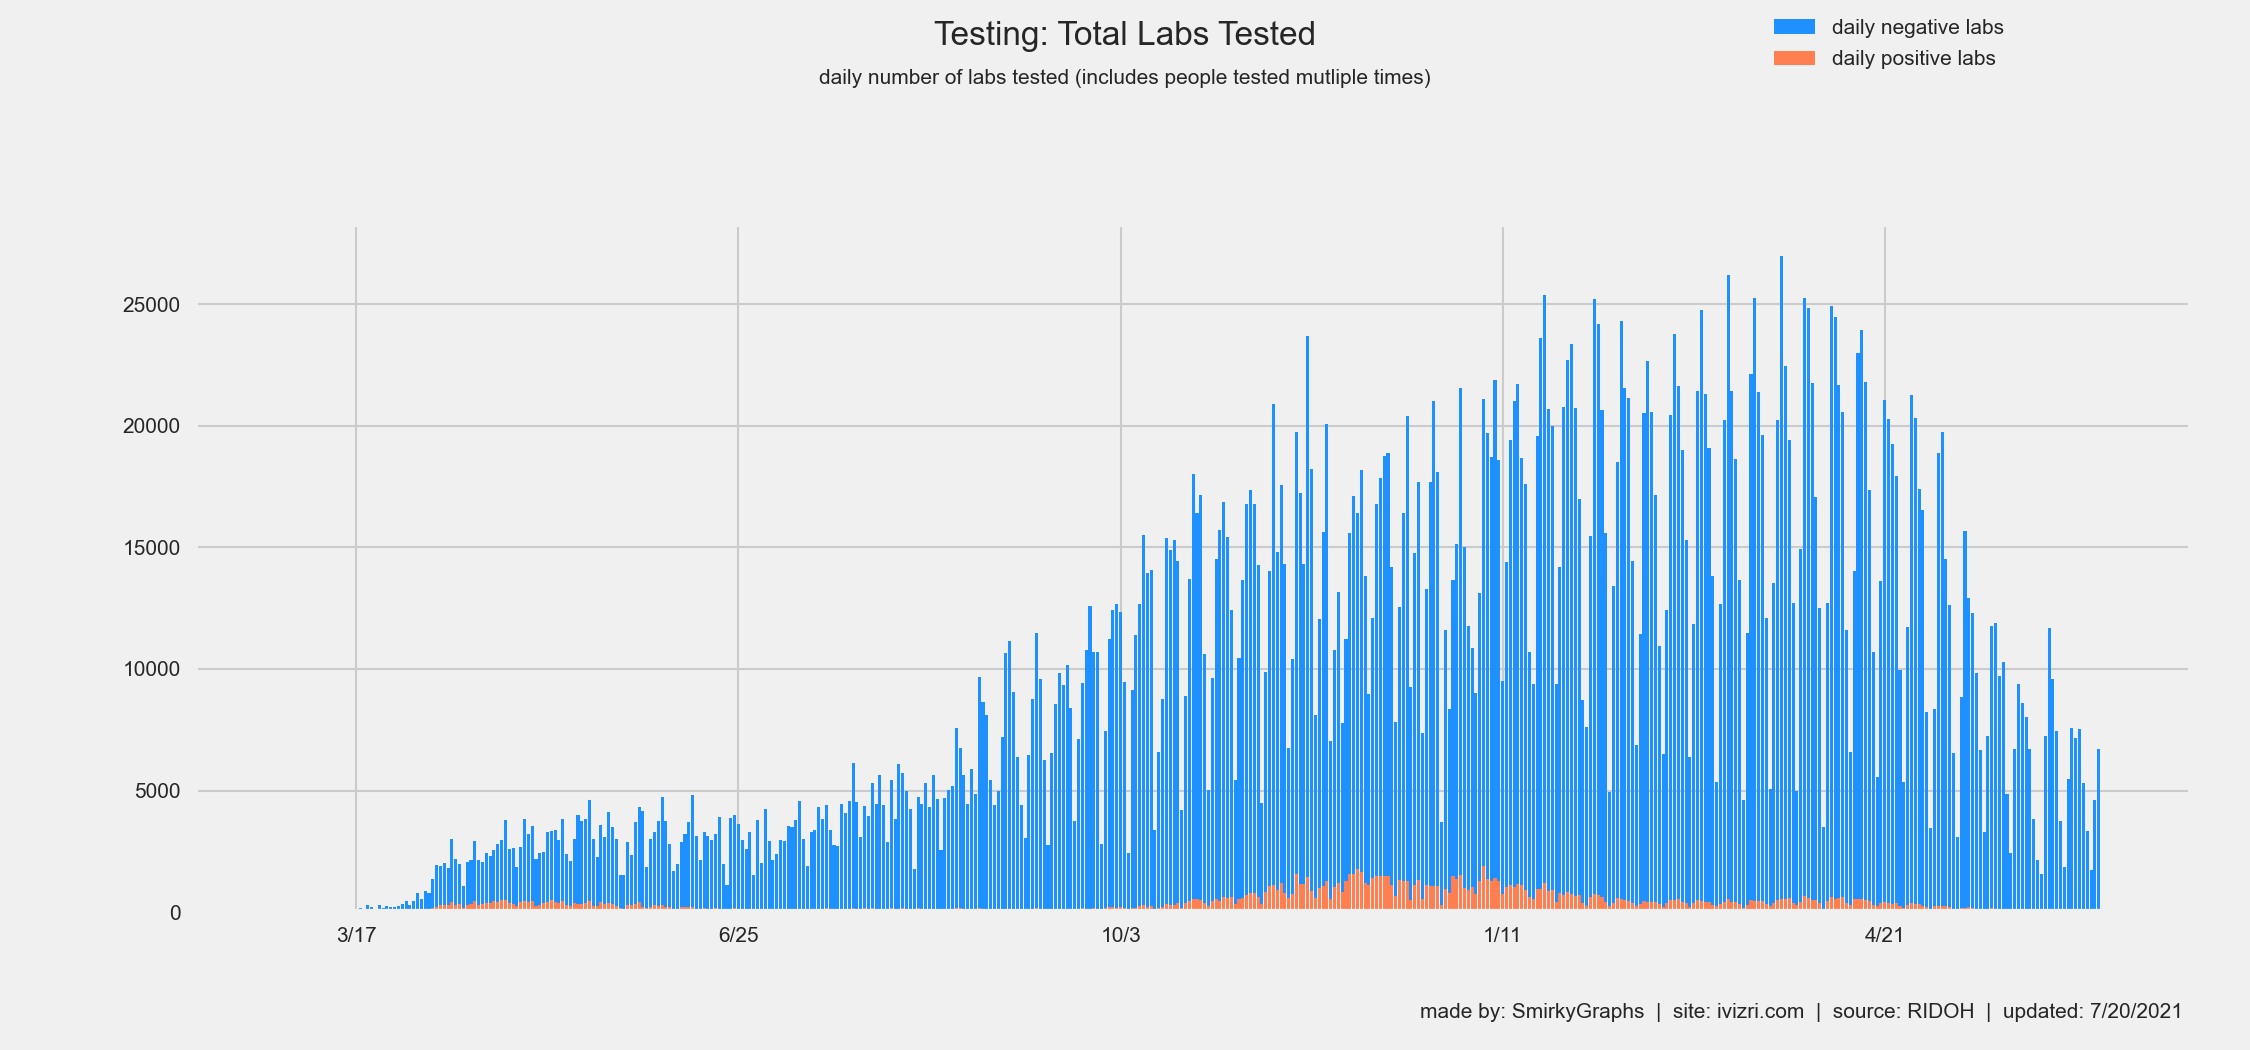 Testing: Total Labs Tested
daily number of labs tested (includes people tested mutliple times)
daily negative labs
daily positive labs
25000
20000
15000
10000
5000
0
3/17 6/25 10/3 1/11 4/21
made by: SmirkyGraphs | site: ivizri.com | source: RIDOH | updated: 7/20/2021